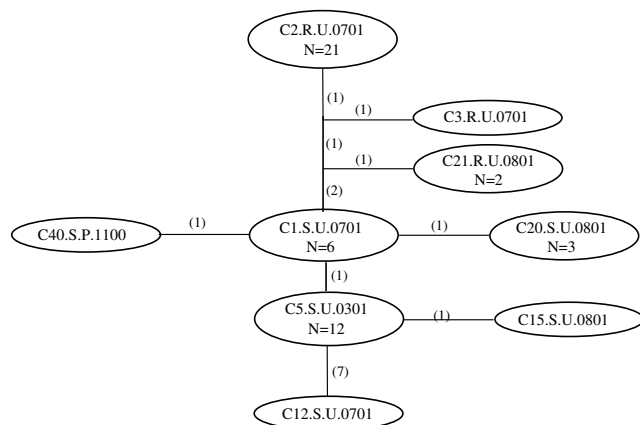 C2.R.U.0701
N=21
(1)
(1)
C3.R.U.0701
(1)
(1)
C21.R.U.0801
N=2
(2)
C40.S.P.1100
(1)
C1.S.U.0701
N=6
(1)
C20.S.U.0801
N=3
(1)
C5.S.U.0301
N=12
(1)
C15.S.U.0801
(7)
C12.S.U.0701